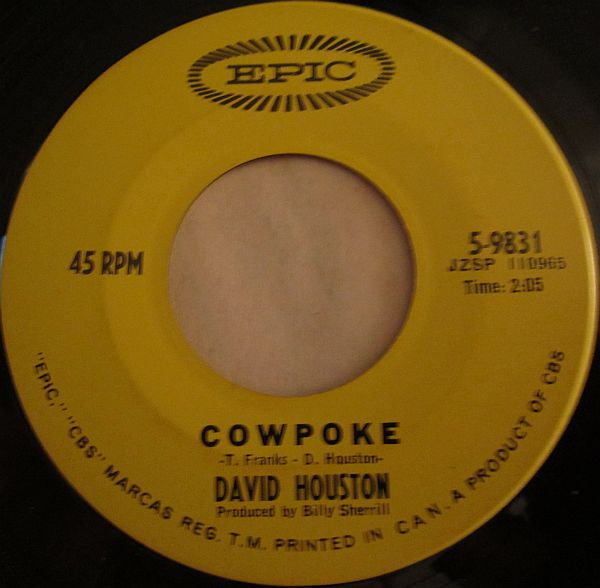 EPIC
45 RPM
5-9831
JZSP 110965
Time: 2:05
COWPOKE
-T. Franks - D. Houston-
DAVID HOUSTON
Produced by Billy Sherrill
"EPIC," "CBS" MARCAS REG. T.M. PRINTED IN CAN. A PRODUCT OF CBS